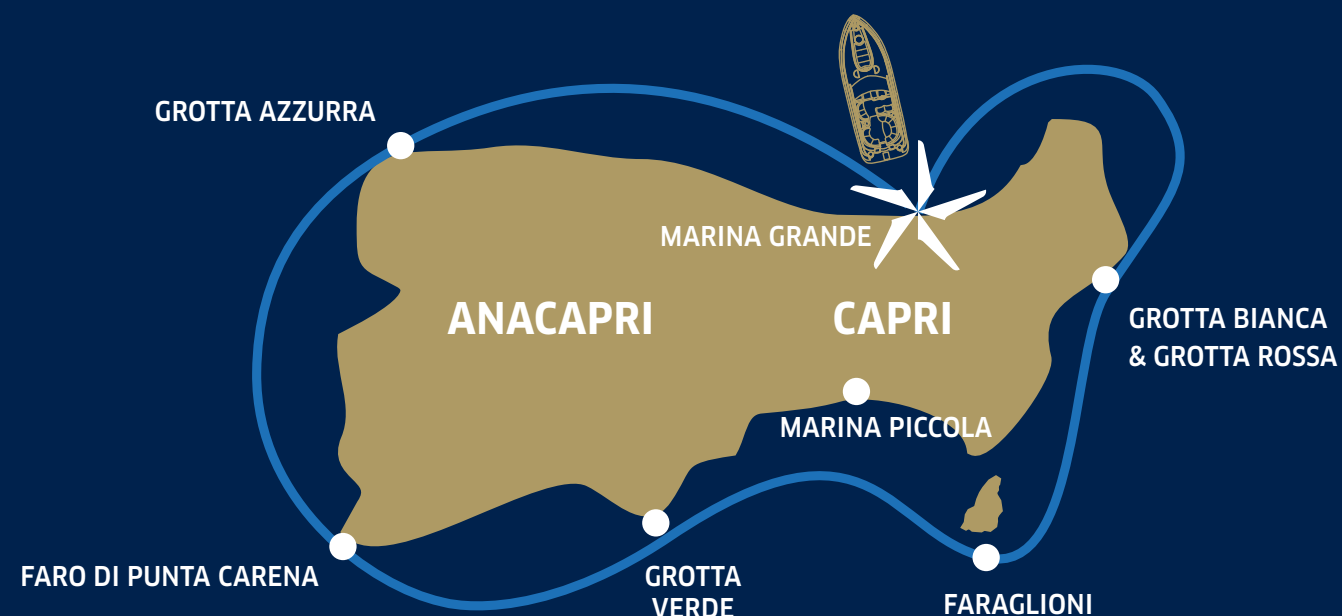 GROTTA AZZURRA
MARINA GRANDE
ANACAPRI
CAPRI
GROTTA BIANCA
& GROTTA ROSSA
MARINA PICCOLA
FARO DI PUNTA CARENA
GROTTA
VERDE
FARAGLIONI